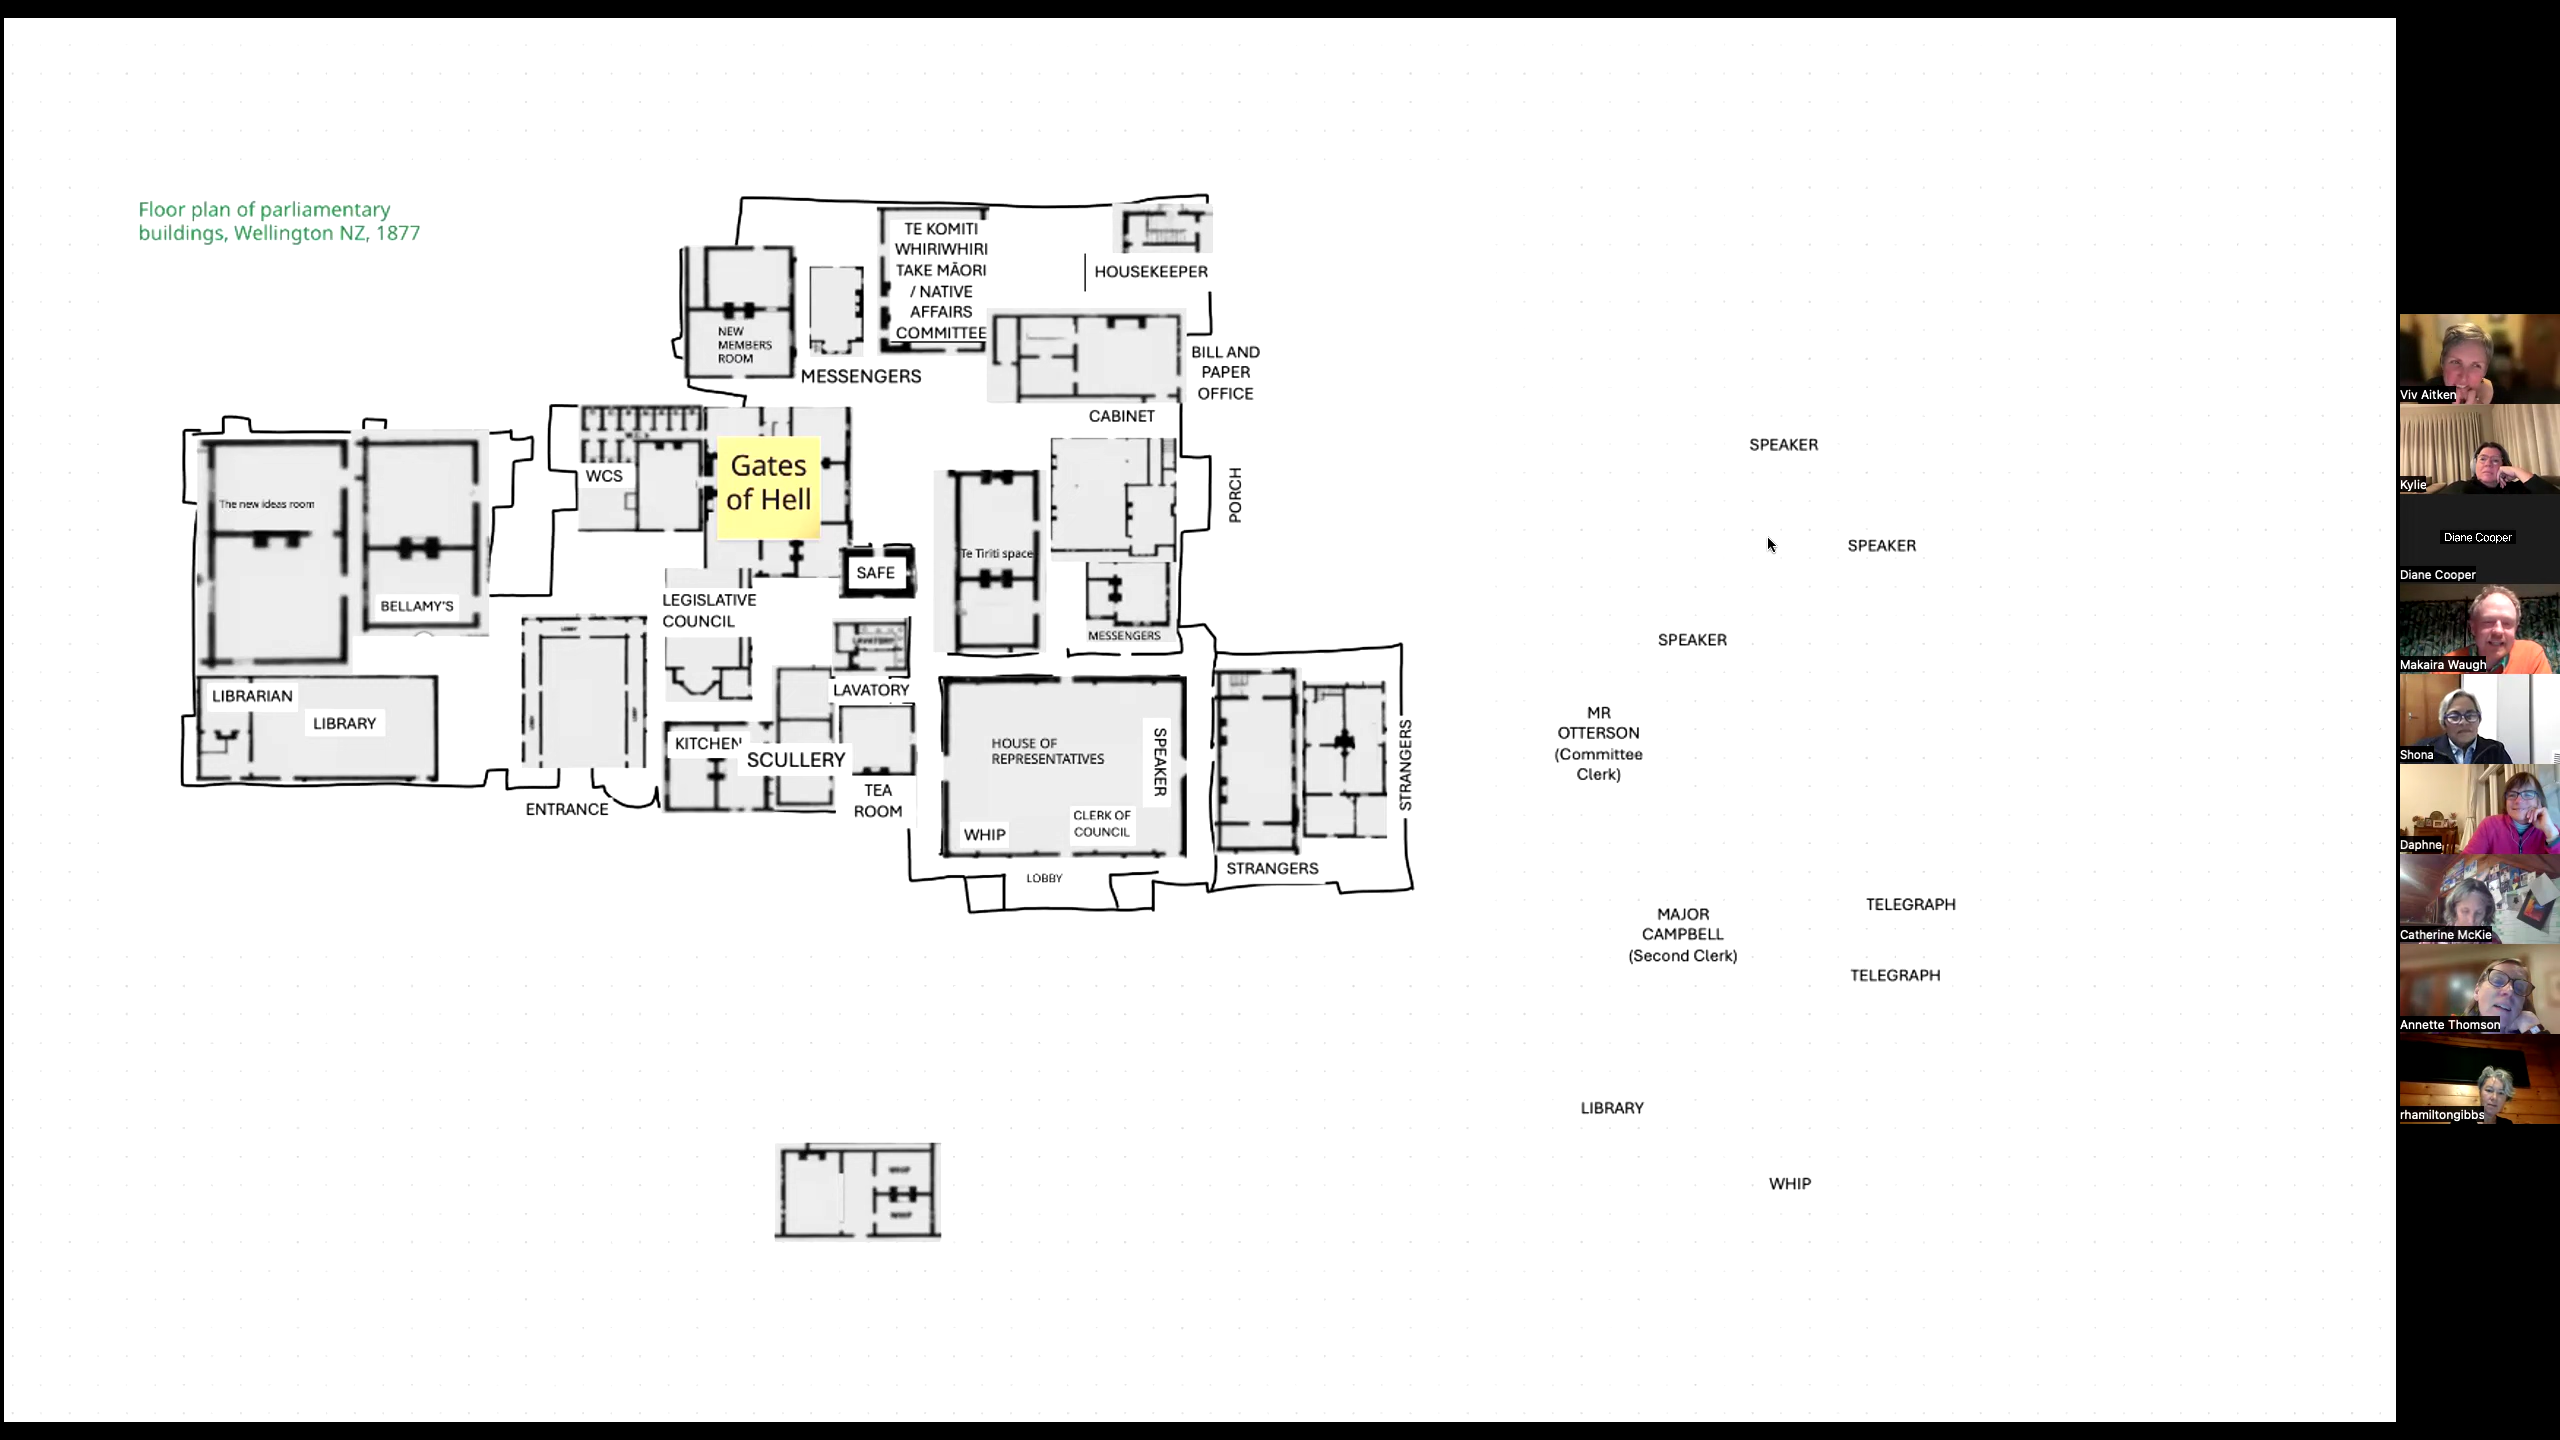 Floor plan of parliamentary
buildings, Wellington NZ, 1877
TE KOMITI
WHIRIWHIRI
TAKE MĀORI
/ NATIVE
AFFAIRS
COMMITTEE
HOUSEKEEPER
NEW
MEMBERS
ROOM
MESSENGERS
BILL AND
PAPER
OFFICE
CABINET
WCS
Gates
of Hell
PORCH
The new ideas room
BELLAMY'S
Te Tiriti space
SAFE
LEGISLATIVE
COUNCIL
MESSENGERS
LAVATORY
LAVATORY
LOBBY
LIBRARIAN
LIBRARY
KITCHEN
SCULLERY
TEA
ROOM
ENTRANCE
HOUSE OF
REPRESENTATIVES
SPEAKER
CLERK OF
COUNCIL
WHIP
LOBBY
STRANGERS
STRANGERS
SPEAKER
SPEAKER
SPEAKER
MR
OTTERSON
(Committee
Clerk)
MAJOR
CAMPBELL
(Second Clerk)
TELEGRAPH
TELEGRAPH
LIBRARY
WHIP
WHIP
WHIP
Viv Aitken
Kylie
Diane Cooper
Diane Cooper
Makaira Waugh
Shona
Daphne
Catherine McKie
Annette Thomson
rhamiltongibbs